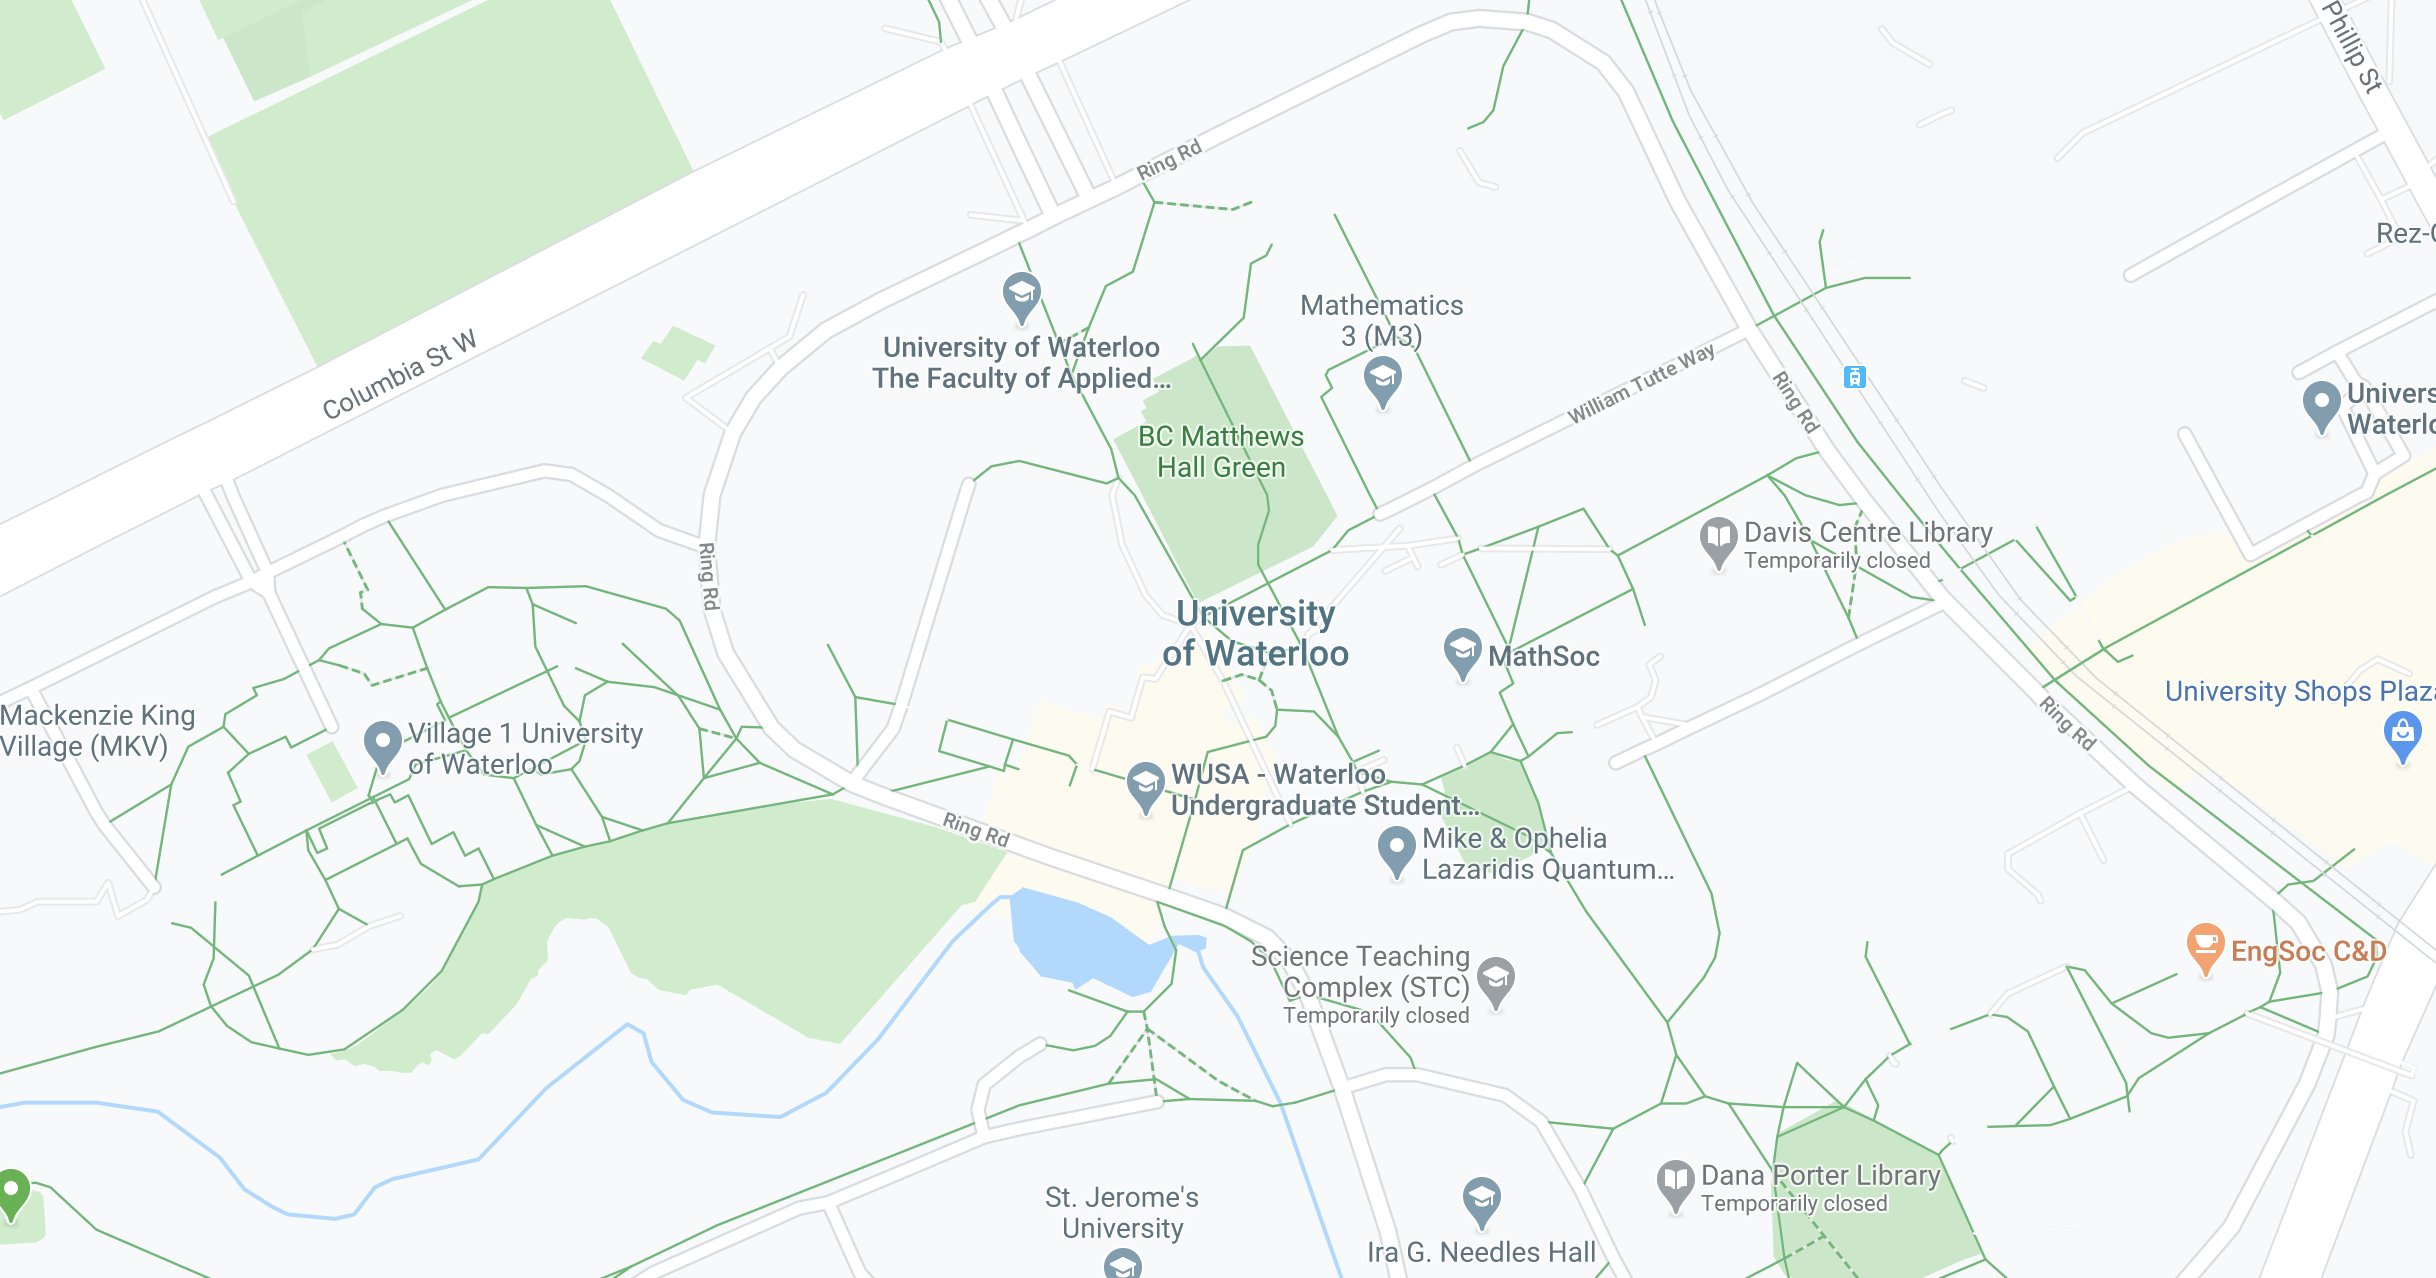 Phillip St
Ring Rd
Rez-
University of Waterloo
The Faculty of Applied...
Mathematics
3 (M3)
Columbia St W
William Tutte Way
Ring Rd
Univers
Waterlo
BC Matthews
Hall Green
Davis Centre Library
Temporarily closed
Ring Rd
University
of Waterloo
MathSoc
University Shops Plaza
Mackenzie King
Village (MKV)
Village 1 University
of Waterloo
Ring Rd
WUSA - Waterloo
Undergraduate Student...
Ring Rd
Mike & Ophelia
Lazaridis Quantum...
EngSoc C&D
Science Teaching
Complex (STC)
Temporarily closed
Dana Porter Library
Temporarily closed
St. Jerome's
University
Ira G. Needles Hall